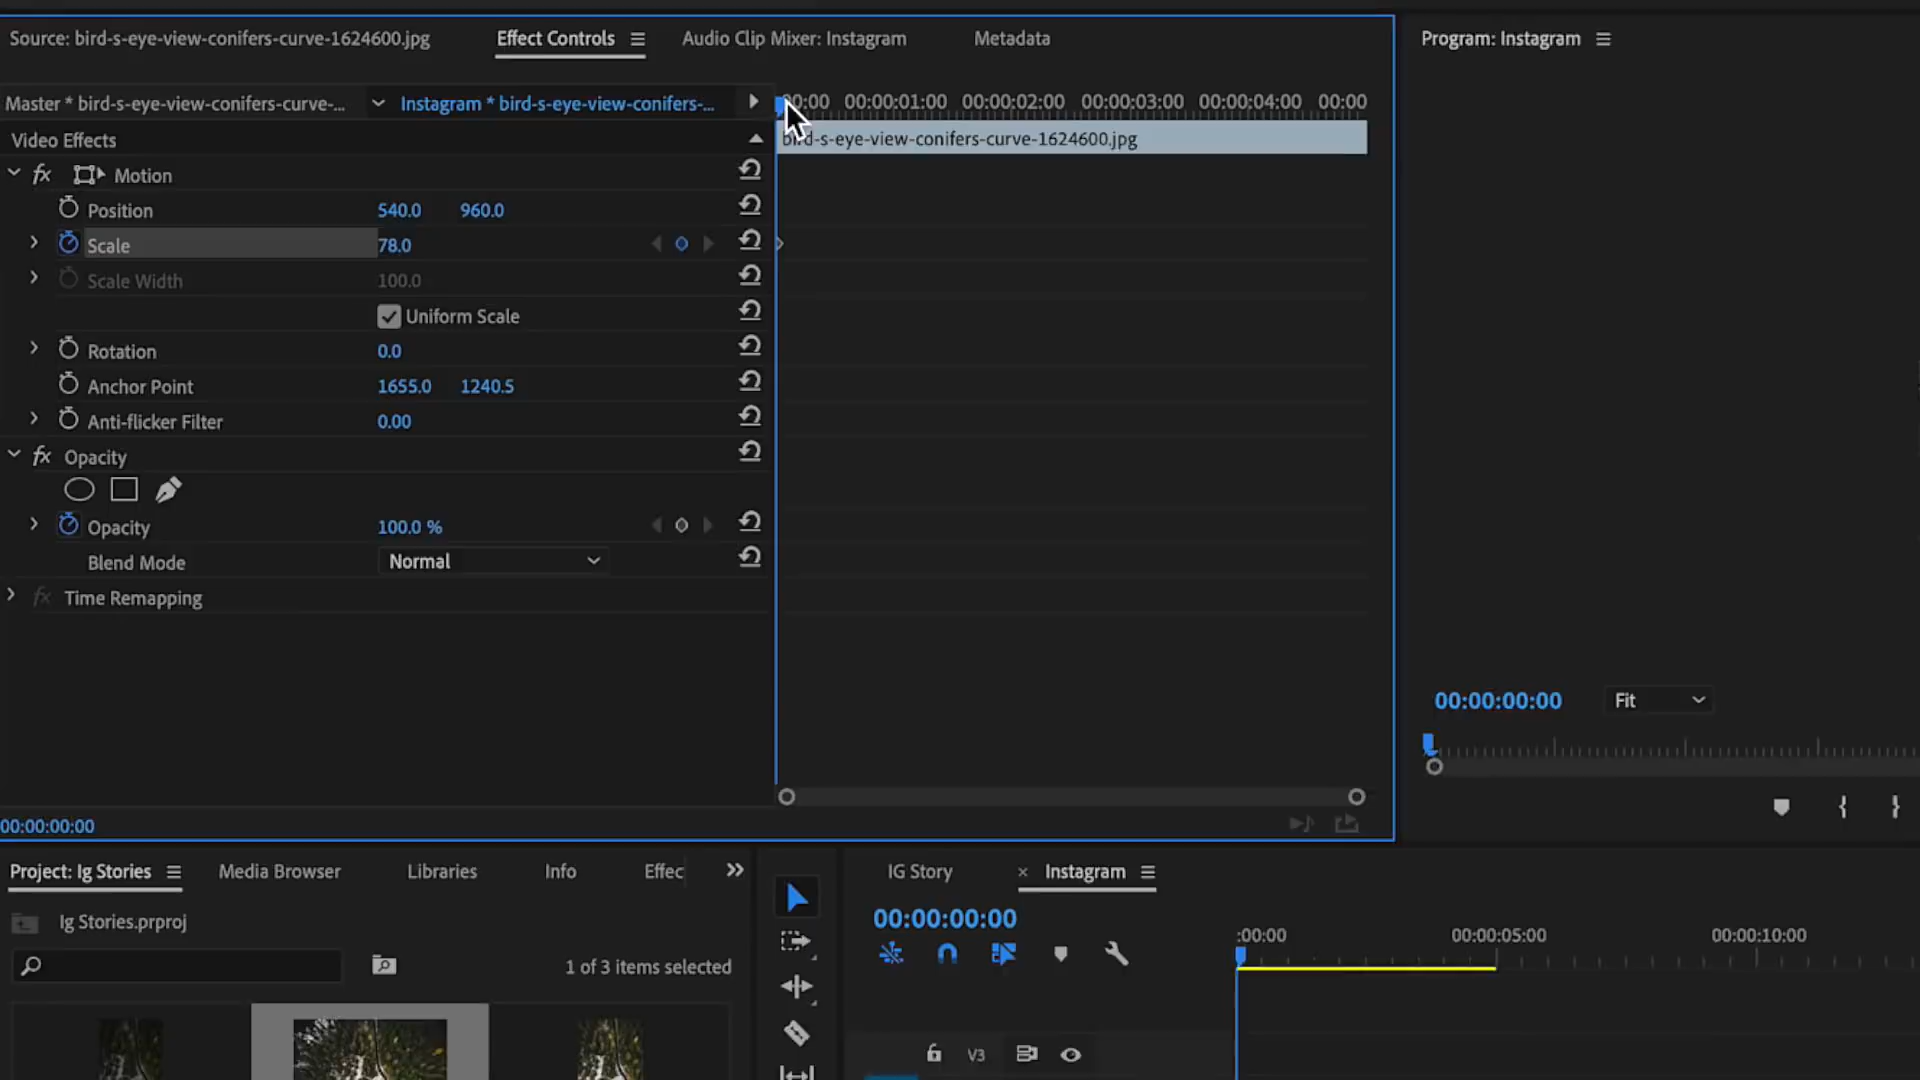 Source: bird-s-eye-view-conifers-curve-1624600.jpg Effect Controls Audio Clip Mixer: Instagram Metadata Program: Instagram
Master * bird-s-eye-view-conifers-curve-... Instagram * bird-s-eye-view-conifers-... 00:00:01:00 00:00:02:00 00:00:03:00 00:00:04:00 00:00
Video Effects bird-s-eye-view-conifers-curve-1624600.jpg
fx Motion
Position 540.0 960.0
Scale 78.0
Scale Width 100.0
Uniform Scale
Rotation 0.0
Anchor Point 1655.0 1240.5
Anti-flicker Filter 0.00
fx Opacity
Opacity 100.0 %
Blend Mode Normal
fx Time Remapping
00:00:00:00 Fit
00:00:00:00
Project: Ig Stories Media Browser Libraries Info Effec IG Story × Instagram
Ig Stories.prproj 00:00:00:00
:00:00 00:00:05:00 00:00:10:00
1 of 3 items selected
V3